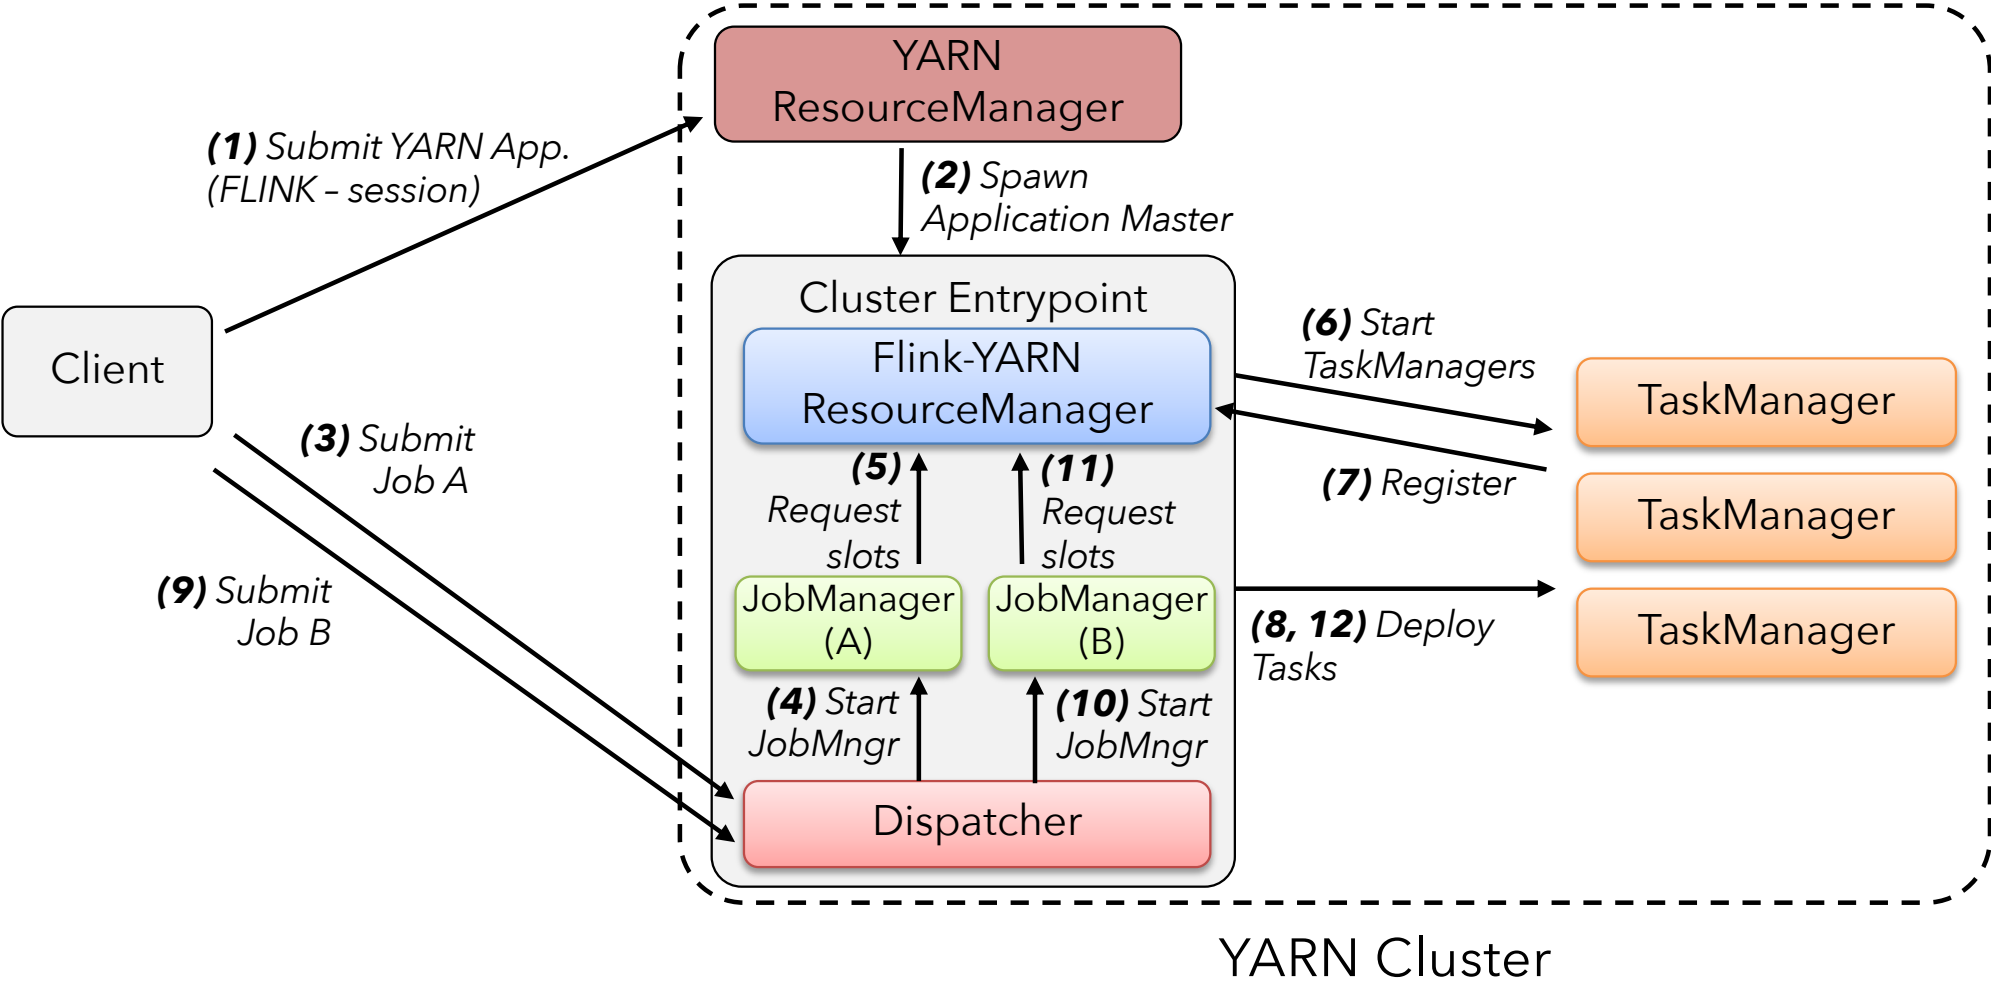 YARN
ResourceManager
(1) Submit YARN App.
(FLINK – session)
(2) Spawn
Application Master
Client
Cluster Entrypoint
Flink-YARN
ResourceManager
(6) Start
TaskManagers
TaskManager
(3) Submit
Job A
(5)
Request
slots
(11)
Request
slots
(7) Register
TaskManager
(9) Submit
Job B
JobManager
(A)
JobManager
(B)
(8, 12) Deploy
Tasks
TaskManager
(4) Start
JobMngr
(10) Start
JobMngr
Dispatcher
YARN Cluster